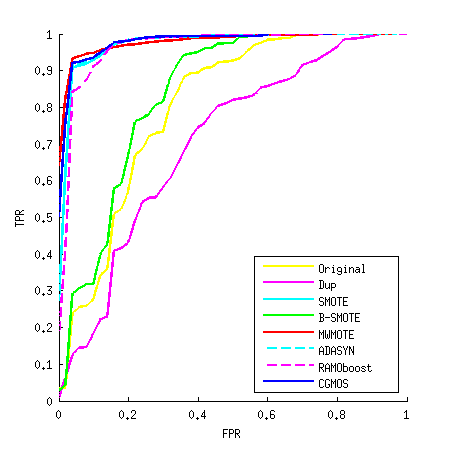 1
0.9
0.8
0.7
0.6
0.5
0.4
0.3
0.2
0.1
0
TPR
Original
Dup
SMOTE
B-SMOTE
MWMOTE
ADASYN
RAMOboost
CGMOS
0 0.2 0.4 0.6 0.8 1
FPR